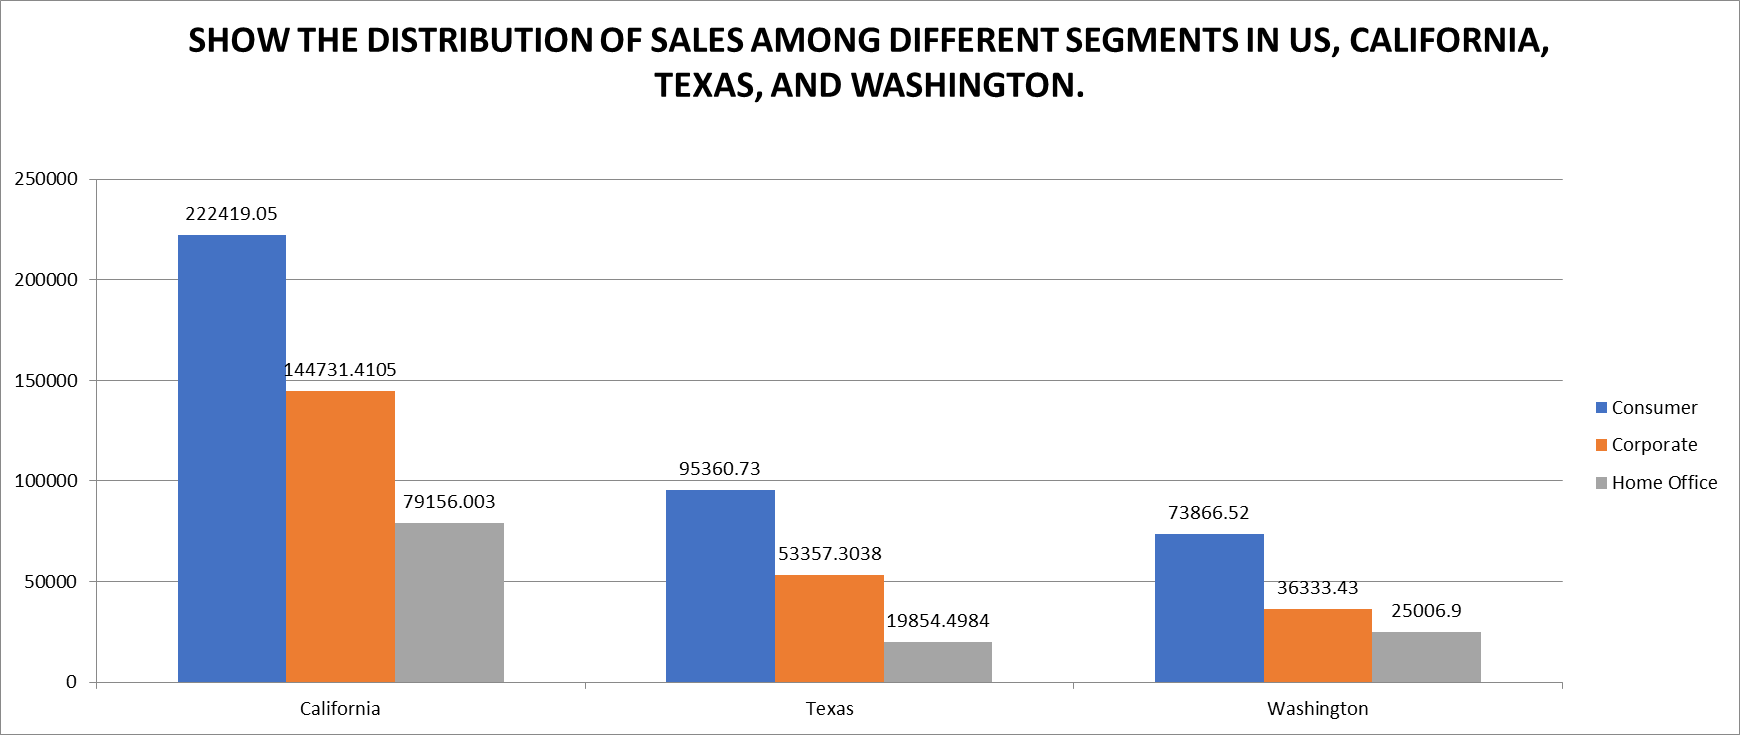 SHOW THE DISTRIBUTION OF SALES AMONG DIFFERENT SEGMENTS IN US, CALIFORNIA,
TEXAS, AND WASHINGTON.
250000
200000
150000
100000
50000
0
222419.05
144731.4105
79156.003
95360.73
53357.3038
19854.4984
73866.52
36333.43
25006.9
California
Texas
Washington
Consumer
Corporate
Home Office